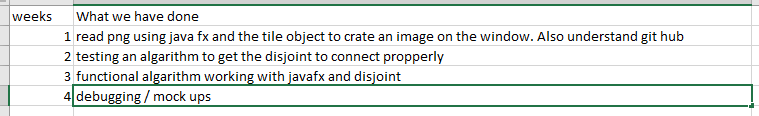 weeks What we have done
1 read png using java fx and the tile object to crate an image on the window. Also understand git hub
2 testing an algarithm to get the disjoint to connect propperly
3 functional algarithm working with javafx and disjoint
4 debugging / mock ups